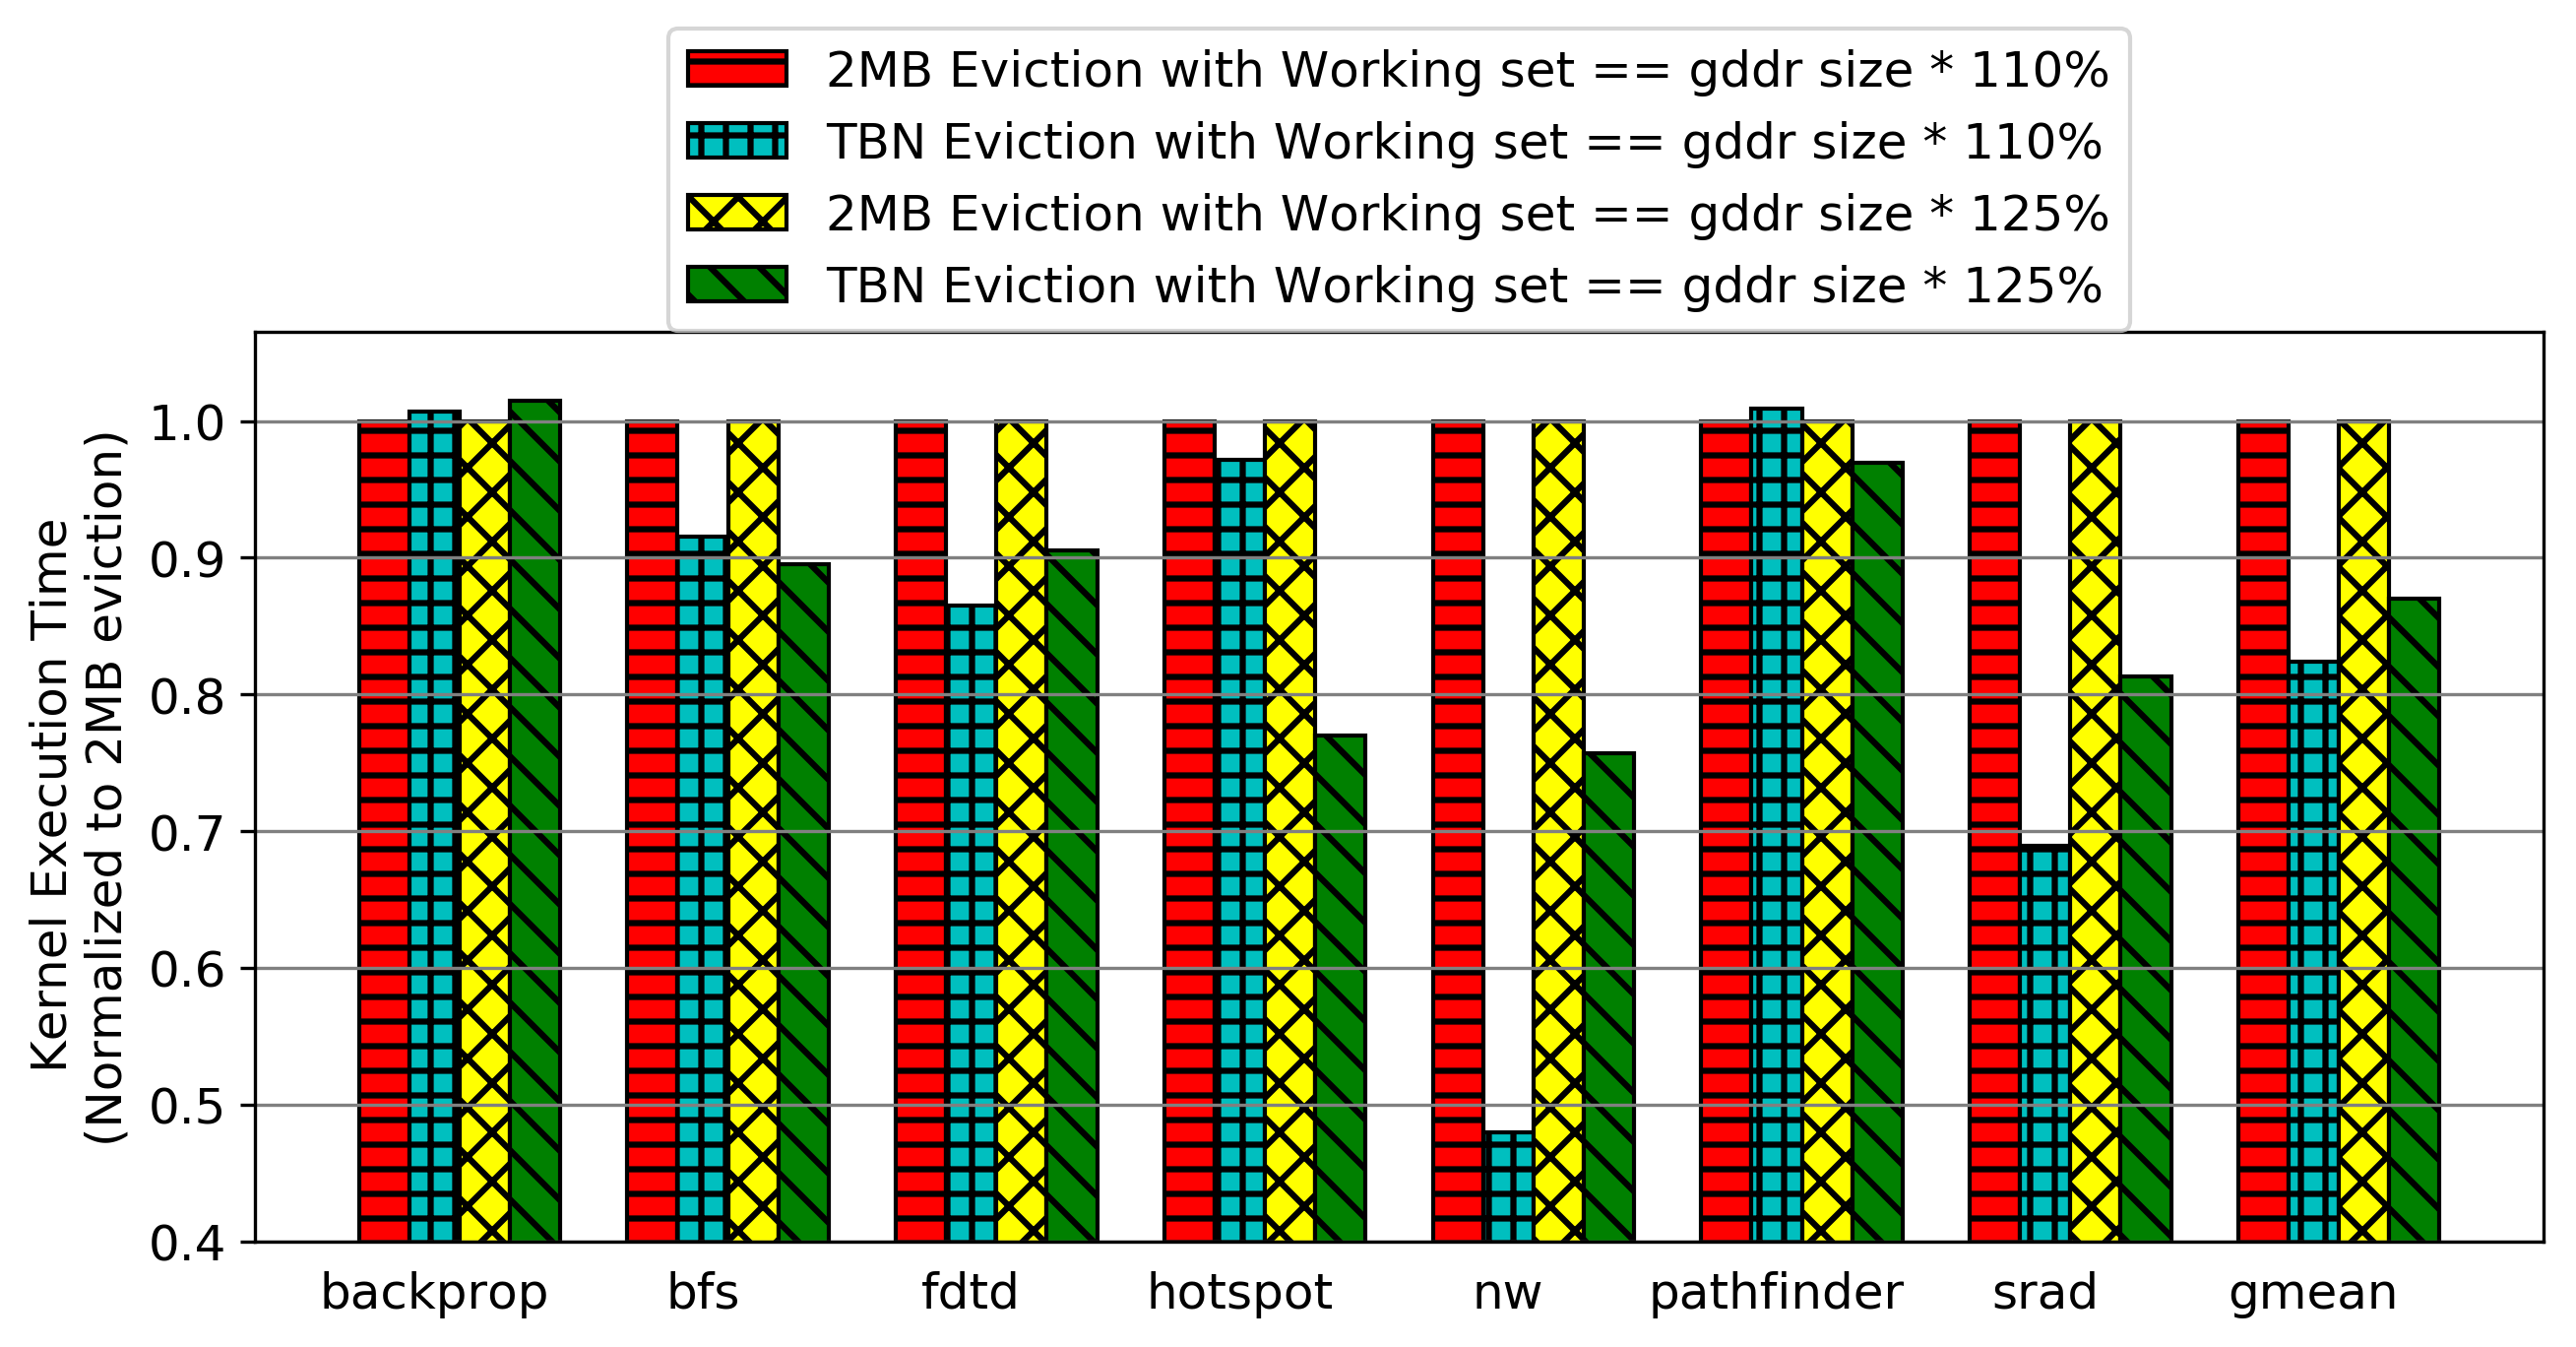 2MB Eviction with Working set == gddr size * 110%
TBN Eviction with Working set == gddr size * 110%
2MB Eviction with Working set == gddr size * 125%
TBN Eviction with Working set == gddr size * 125%
Kernel Execution Time
(Normalized to 2MB eviction)
1.0
0.9
0.8
0.7
0.6
0.5
0.4
backprop bfs fdtd hotspot nw pathfinder srad gmean